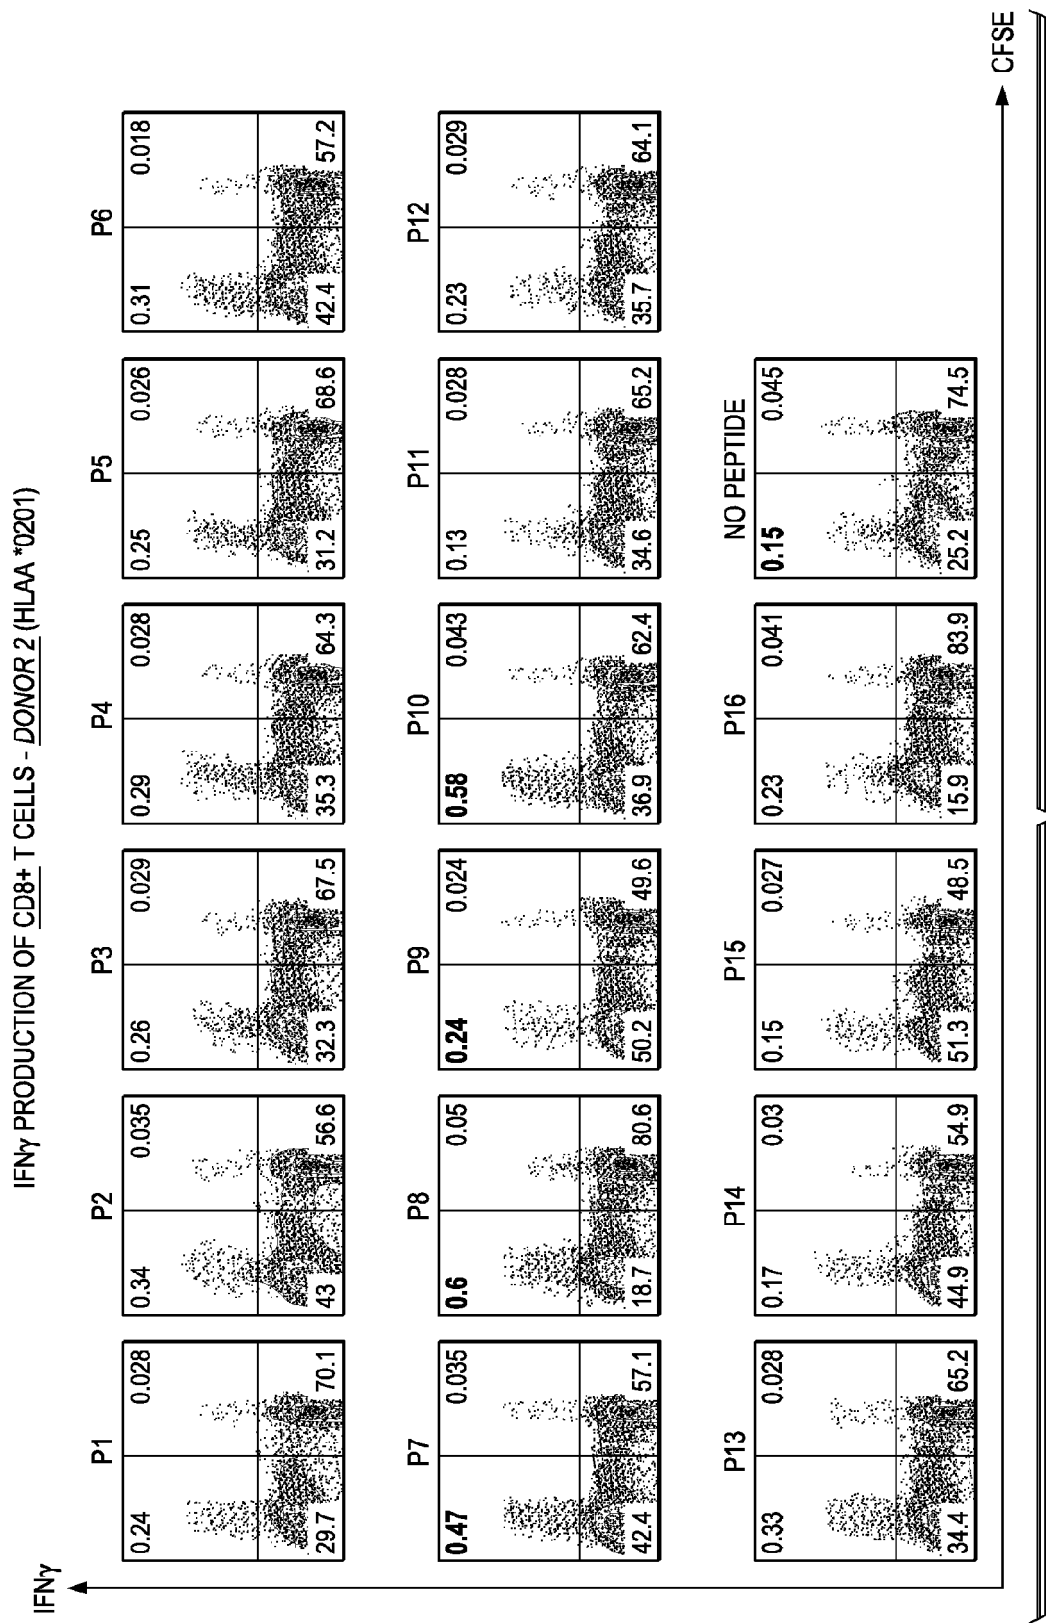 IFNγ PRODUCTION OF CD8+ T CELLS - DONOR 2 (HLAA *0201)
IFNγ
P1
0.24 0.028
29.7 70.1
P2
0.34 0.035
43 56.6
P3
0.26 0.029
32.3 67.5
P4
0.29 0.028
35.3 64.3
P5
0.25 0.026
31.2 68.6
P6
0.31 0.018
42.4 57.2
P7
0.47 0.035
42.4 57.1
P8
0.6 0.05
18.7 80.6
P9
0.24 0.024
50.2 49.6
P10
0.58 0.043
36.9 62.4
P11
0.13 0.028
34.6 65.2
P12
0.23 0.029
35.7 64.1
P13
0.33 0.028
34.4 65.2
P14
0.17 0.03
44.9 54.9
P15
0.15 0.027
51.3 48.5
P16
0.23 0.041
15.9 83.9
NO PEPTIDE
0.15 0.045
25.2 74.5
CFSE